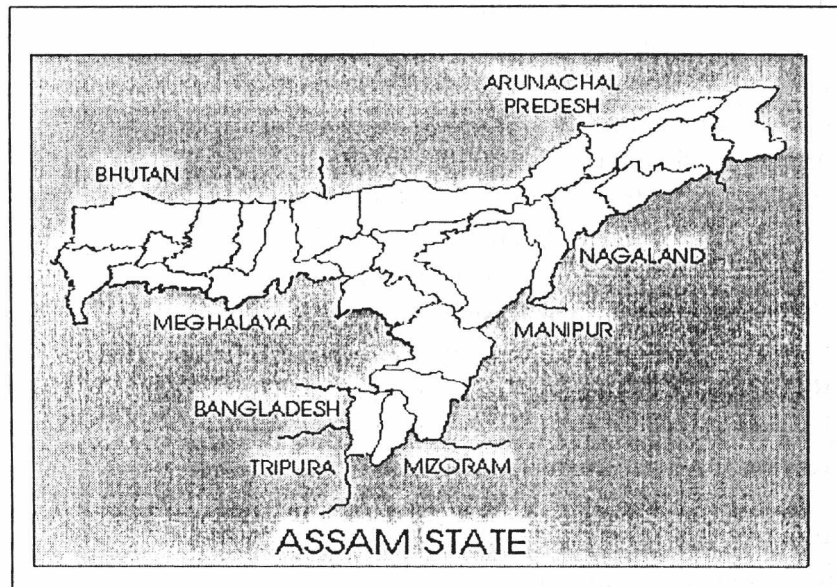 ARUNACHAL
PREDESH
BHUTAN
NAGALAND
MEGHALAYA
MANIPUR
BANGLADESH
TRIPURA
MIZORAM
ASSAM STATE